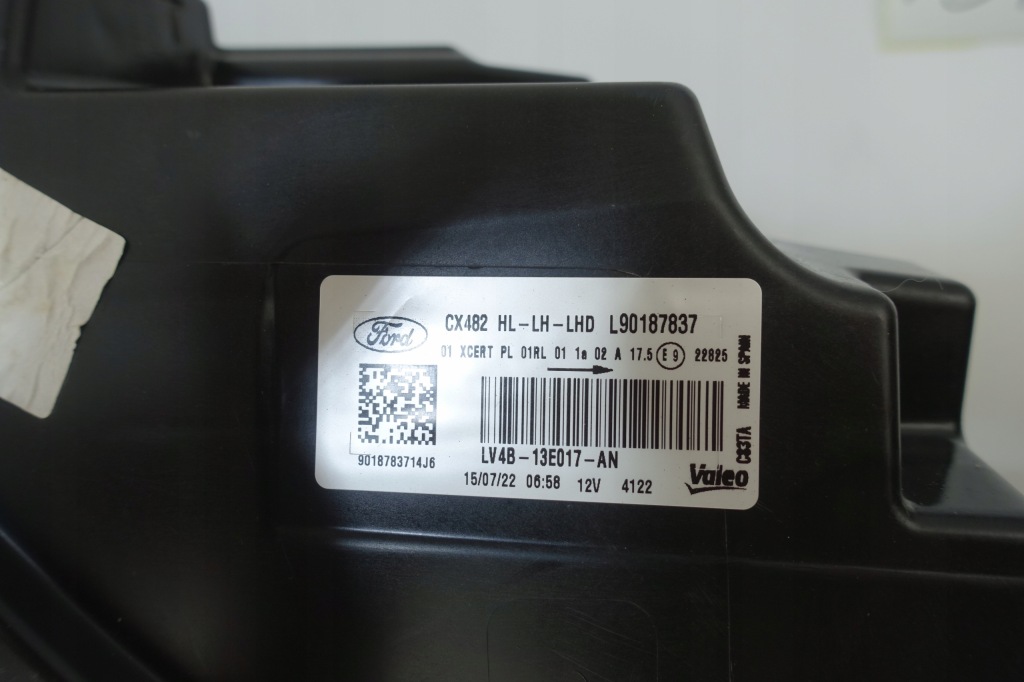 Ford
CX482 HL-LH-LHD L90187837
01 XCERT PL 01RL 01 1a 02 A 17.5 E9 22825
9018783714J6
LV4B-13E017-AN
15/07/22 06:58 12V 4122
Valeo
C33TA MADE IN SPAIN